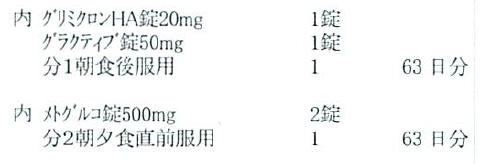 内 グリミクロンHA錠20mg 1錠
グラクティブ錠50mg 1錠
分1朝食後服用 1 63 日分
内 メトグルコ錠500mg 2錠
分2朝夕食直前服用 1 63 日分